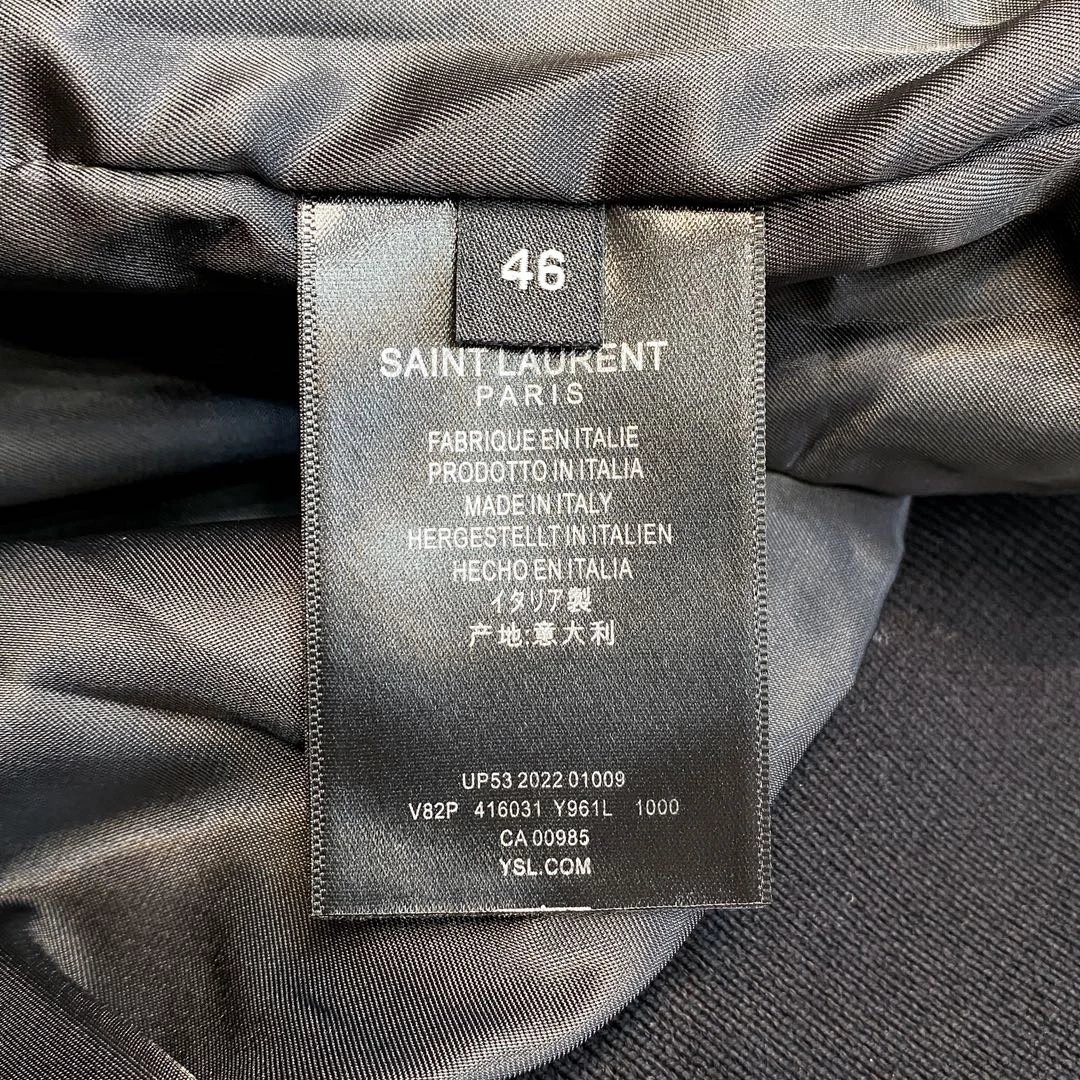 46
SAINT LAURENT
PARIS
FABRIQUE EN ITALIE
PRODOTTO IN ITALIA
MADE IN ITALY
HERGESTELLT IN ITALIEN
HECHO EN ITALIA
イタリア製
产地:意大利
UP53 2022 01009
V82P 416031 Y961L 1000
CA 00985
YSL.COM